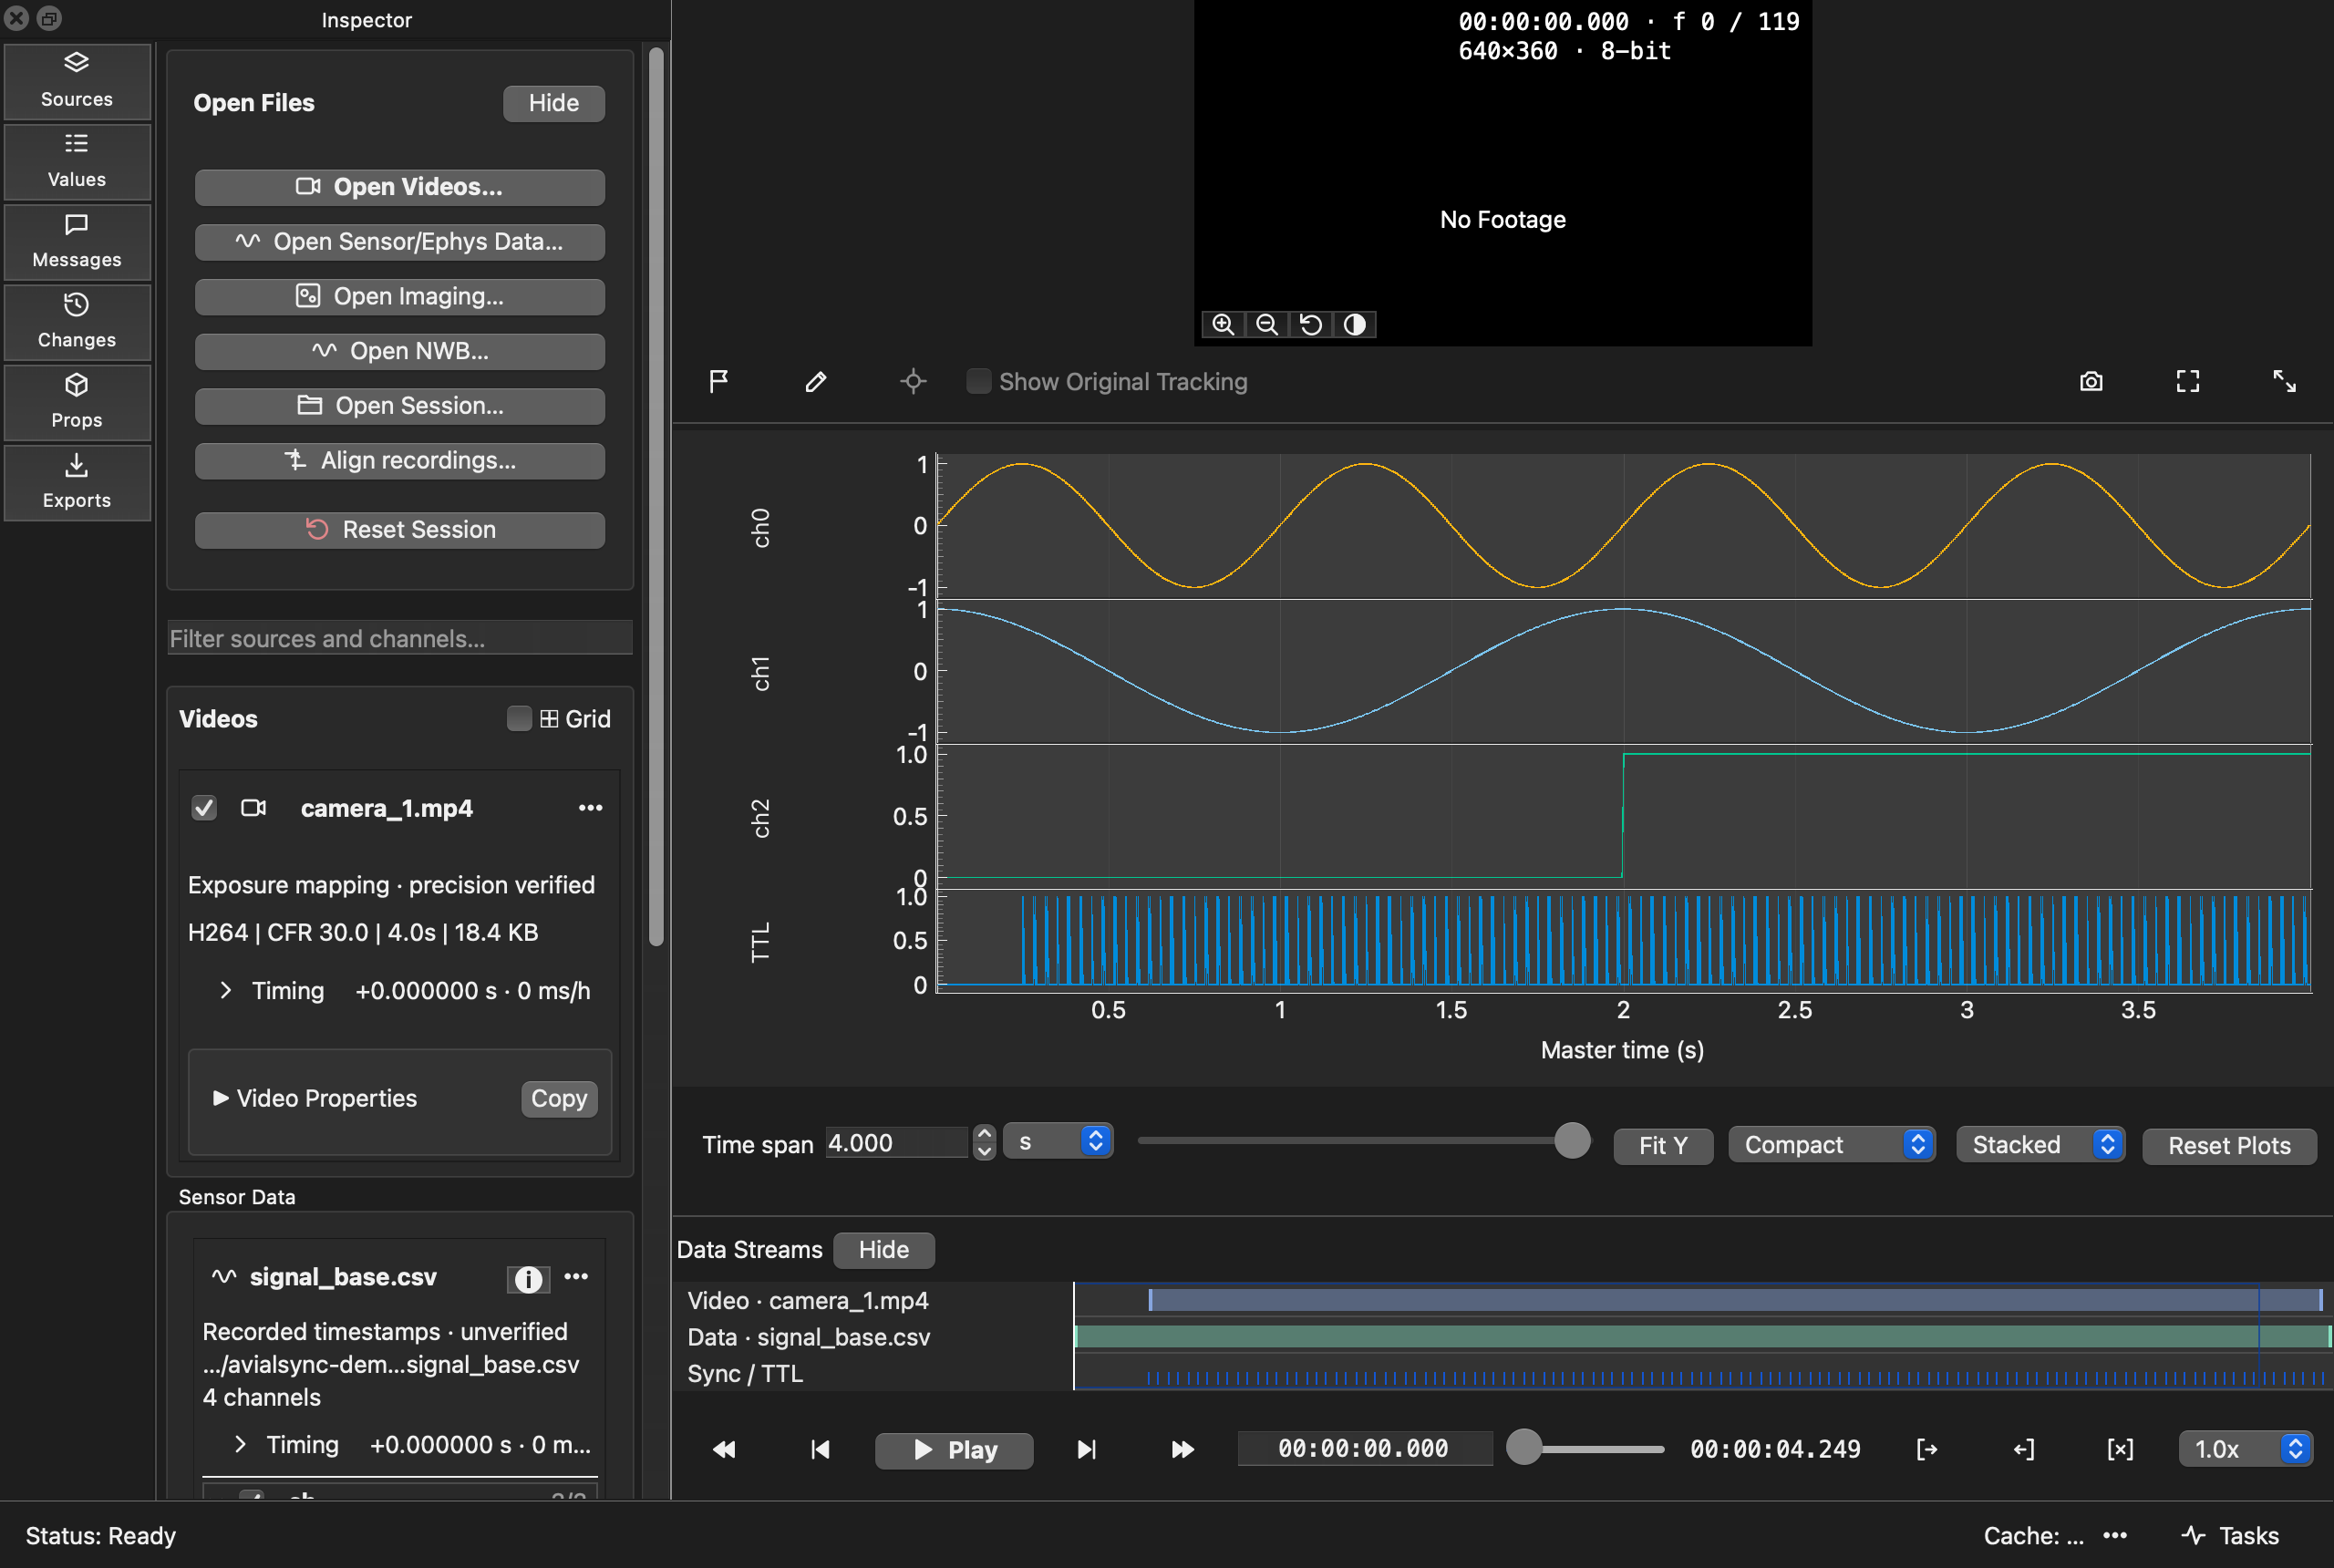 Inspector
Sources
Values
Messages
Changes
Props
Exports
Open Files
Hide
Open Videos...
Open Sensor/Ephys Data...
Open Imaging...
Open NWB...
Open Session...
Align recordings...
Reset Session
Filter sources and channels...
Videos
Grid
camera_1.mp4
Exposure mapping · precision verified
H264 | CFR 30.0 | 4.0s | 18.4 KB
Timing +0.000000 s · 0 ms/h
Video Properties
Copy
Sensor Data
signal_base.csv
Recorded timestamps · unverified
.../avialsync-dem...signal_base.csv
4 channels
Timing +0.000000 s · 0 m...
00:00:00.000 · f 0 / 119
640×360 · 8-bit
No Footage
Show Original Tracking
ch0
1
0
-1
ch1
1
0
-1
ch2
1.0
0.5
0
TTL
1.0
0.5
0
0.5 1 1.5 2 2.5 3 3.5
Master time (s)
Time span 4.000 s
Fit Y
Compact
Stacked
Reset Plots
Data Streams
Hide
Video · camera_1.mp4
Data · signal_base.csv
Sync / TTL
Play
00:00:00.000
00:00:04.249
1.0x
Status: Ready
Cache: ...
Tasks